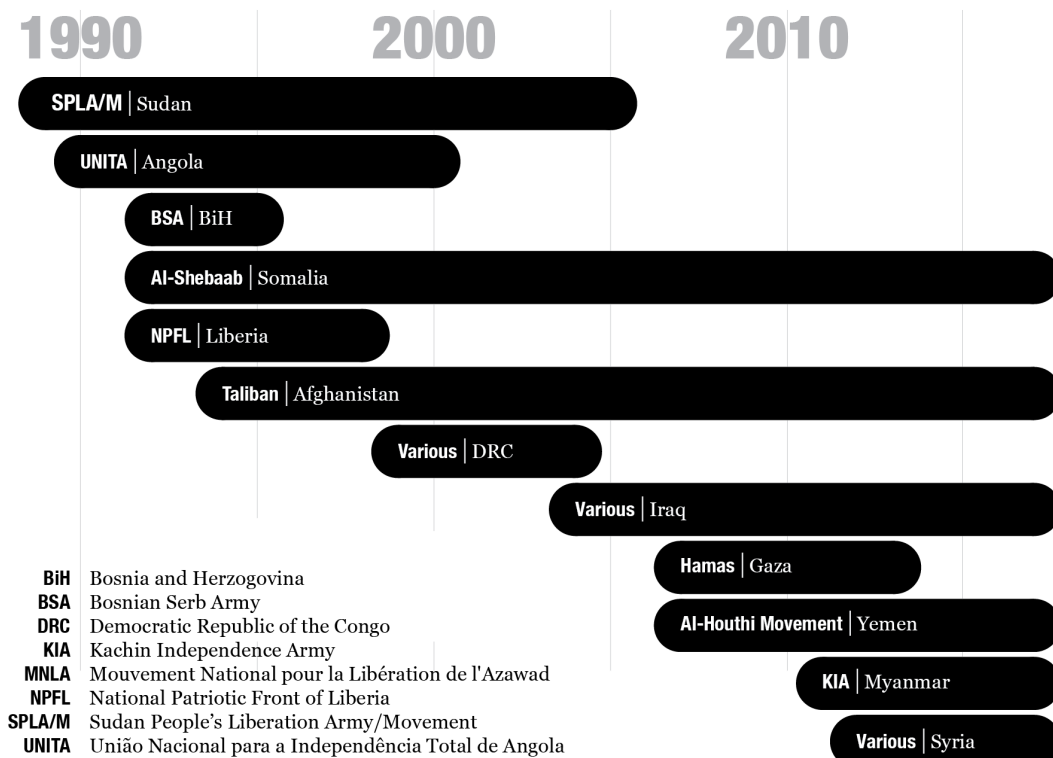 1990 2000 2010
SPLA/M | Sudan
UNITA | Angola
BSA | BiH
Al-Shebaab | Somalia
NPFL | Liberia
Taliban | Afghanistan
Various | DRC
Various | Iraq
Hamas | Gaza
Al-Houthi Movement | Yemen
KIA | Myanmar
Various | Syria
BiH Bosnia and Herzogovina
BSA Bosnian Serb Army
DRC Democratic Republic of the Congo
KIA Kachin Independence Army
MNLA Mouvement National pour la Libération de l'Azawad
NPFL National Patriotic Front of Liberia
SPLA/M Sudan People’s Liberation Army/Movement
UNITA União Nacional para a Independência Total de Angola